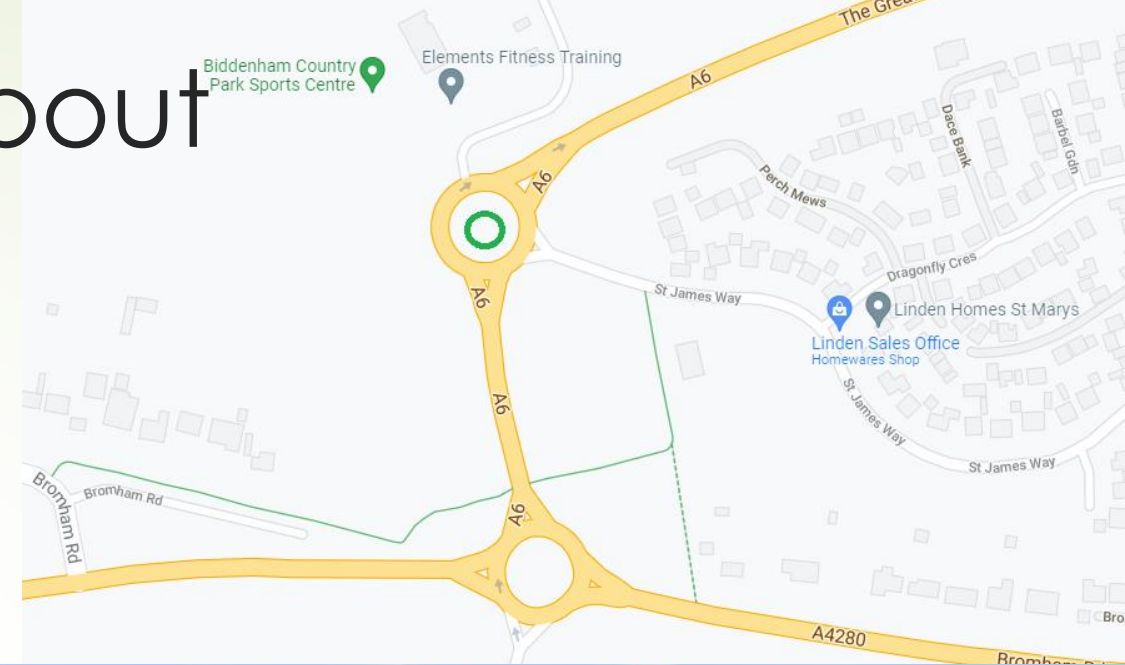 The Grea
Biddenham Country
Park Sports Centre
Elements Fitness Training
A6
bout
Dace Bank
Barbel Gdn
A6
Perch Mews
Dragonfly Cres
A6
St James Way
Linden Homes St Marys
Linden Sales Office
Homewares Shop
A6
St James Way
St James Way
Bromham Rd
Bromham Rd
A6
A4280
Bro
Bromham